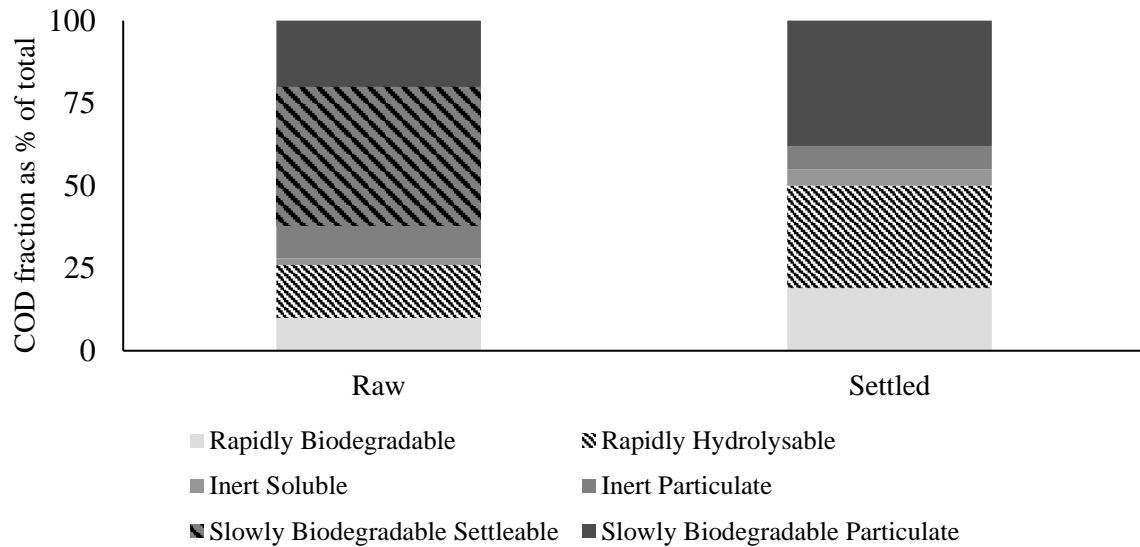 COD fraction as % of total
100
75
50
25
0
Raw Settled
Rapidly Biodegradable Rapidly Hydrolysable
Inert Soluble Inert Particulate
Slowly Biodegradable Settleable Slowly Biodegradable Particulate